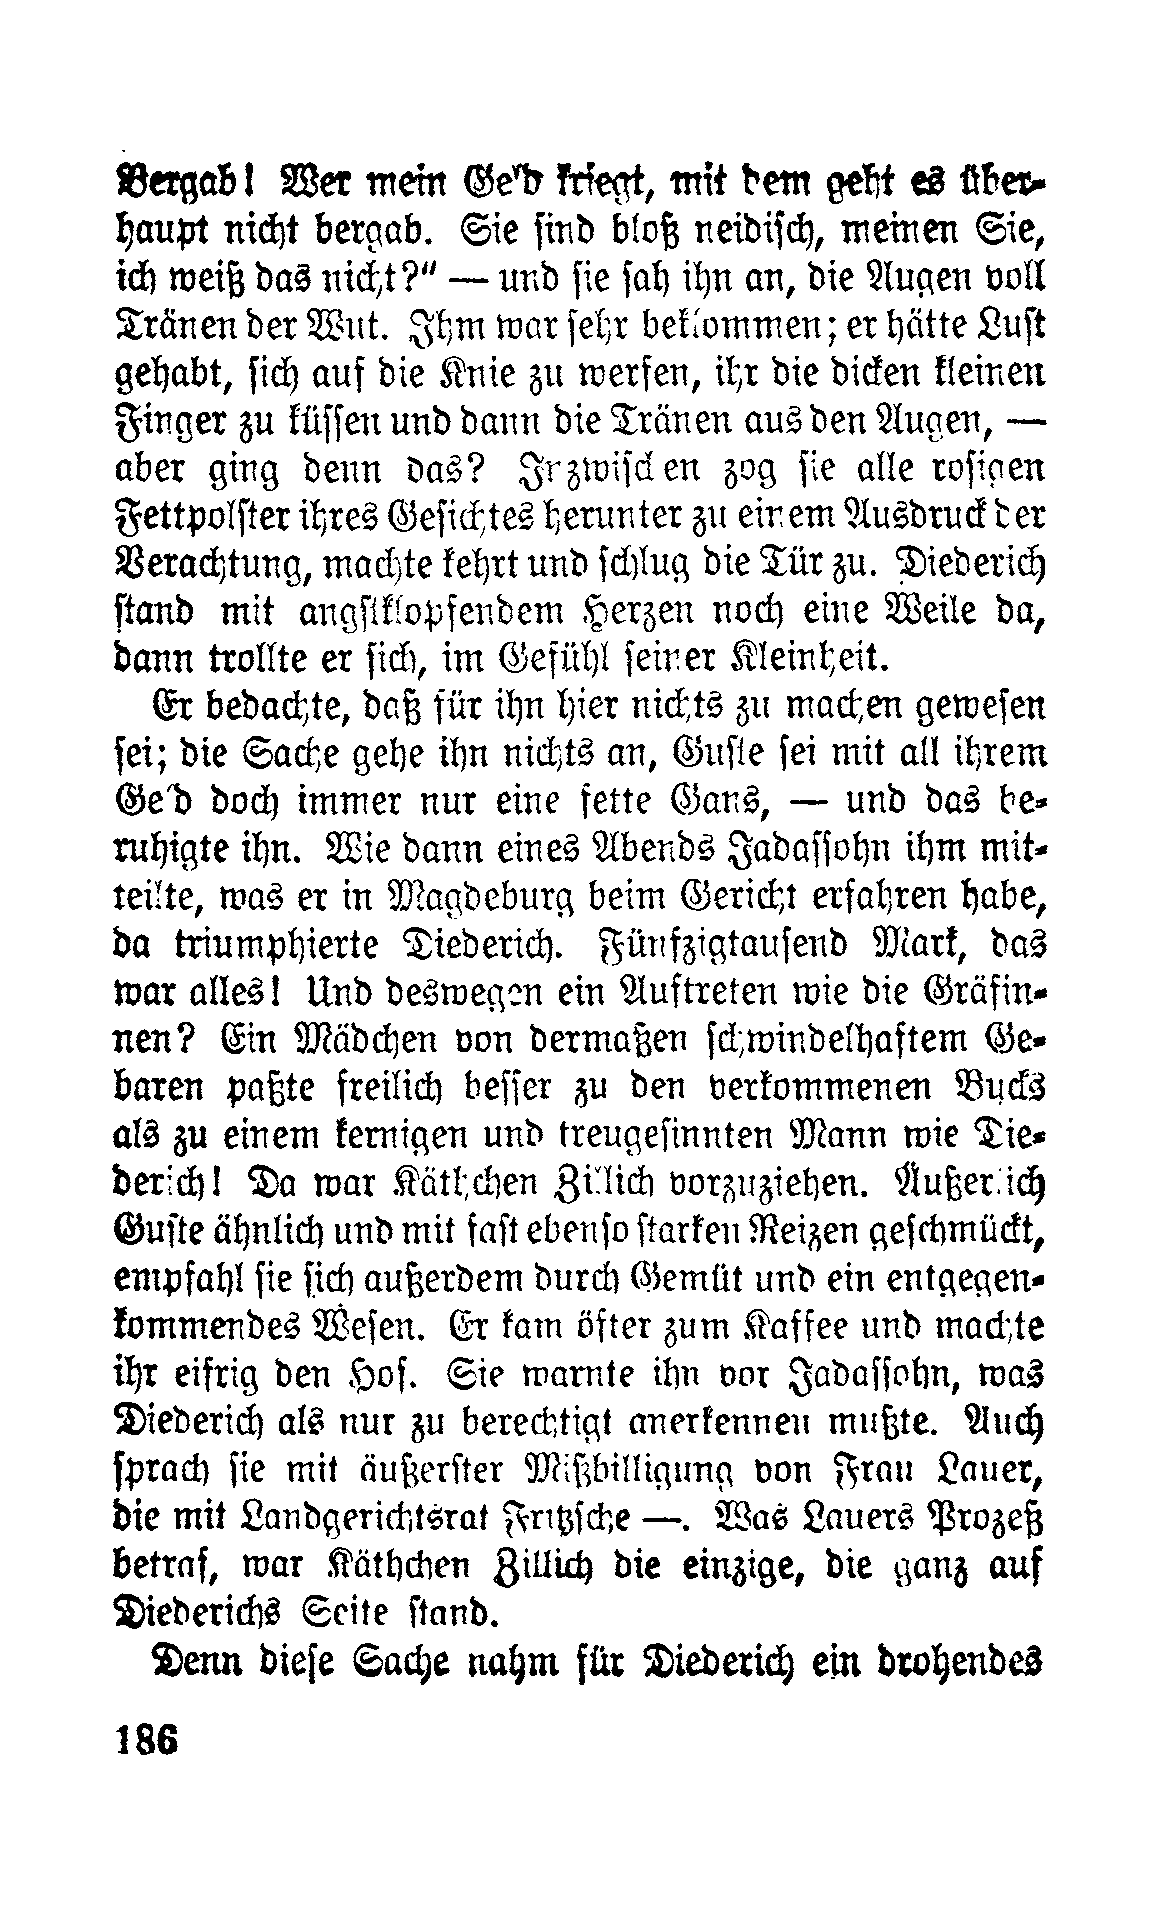 Bergab! Wer mein Geld kriegt, mit dem geht es über-
haupt nicht bergab. Sie sind bloß neidisch, meinen Sie,
ich weiß das nicht?" — und sie sah ihn an, die Augen voll
Tränen der Wut. Ihm war sehr beklommen; er hätte Lust
gehabt, sich auf die Knie zu werfen, ihr die dicken kleinen
Finger zu küssen und dann die Tränen aus den Augen, —
aber ging denn das? Inzwischen zog sie alle rosigen
Fettpolster ihres Gesichtes herunter zu einem Ausdruck der
Verachtung, machte kehrt und schlug die Tür zu. Diederich
stand mit angstklopfendem Herzen noch eine Weile da,
dann trollte er sich, im Gefühl seiner Kleinheit.
Er bedachte, daß für ihn hier nichts zu machen gewesen
sei; die Sache gehe ihn nichts an, Guste sei mit all ihrem
Geld doch immer nur eine fette Gans, — und das be-
ruhigte ihn. Wie dann eines Abends Jadassohn ihm mit-
teilte, was er in Magdeburg beim Gericht erfahren habe,
da triumphierte Diederich. Fünfzigtausend Mark, das
war alles! Und deswegen ein Auftreten wie die Gräfin-
nen? Ein Mädchen von dermaßen schwindelhaftem Ge-
baren paßte freilich besser zu den verkommenen Bucks
als zu einem kernigen und treugesinnten Mann wie Die-
derich! Da war Käthchen Zillich vorzuziehen. Äußerlich
Guste ähnlich und mit fast ebenso starken Reizen geschmückt,
empfahl sie sich außerdem durch Gemüt und ein entgegen-
kommendes Wesen. Er kam öfter zum Kaffee und machte
ihr eifrig den Hof. Sie warnte ihn vor Jadassohn, was
Diederich als nur zu berechtigt anerkennen mußte. Auch
sprach sie mit äußerster Mißbilligung von Frau Lauer,
die mit Landgerichtsrat Fritzsche —. Was Lauers Prozeß
betraf, war Käthchen Zillich die einzige, die ganz auf
Diederichs Seite stand.
Denn diese Sache nahm für Diederich ein drohendes
186